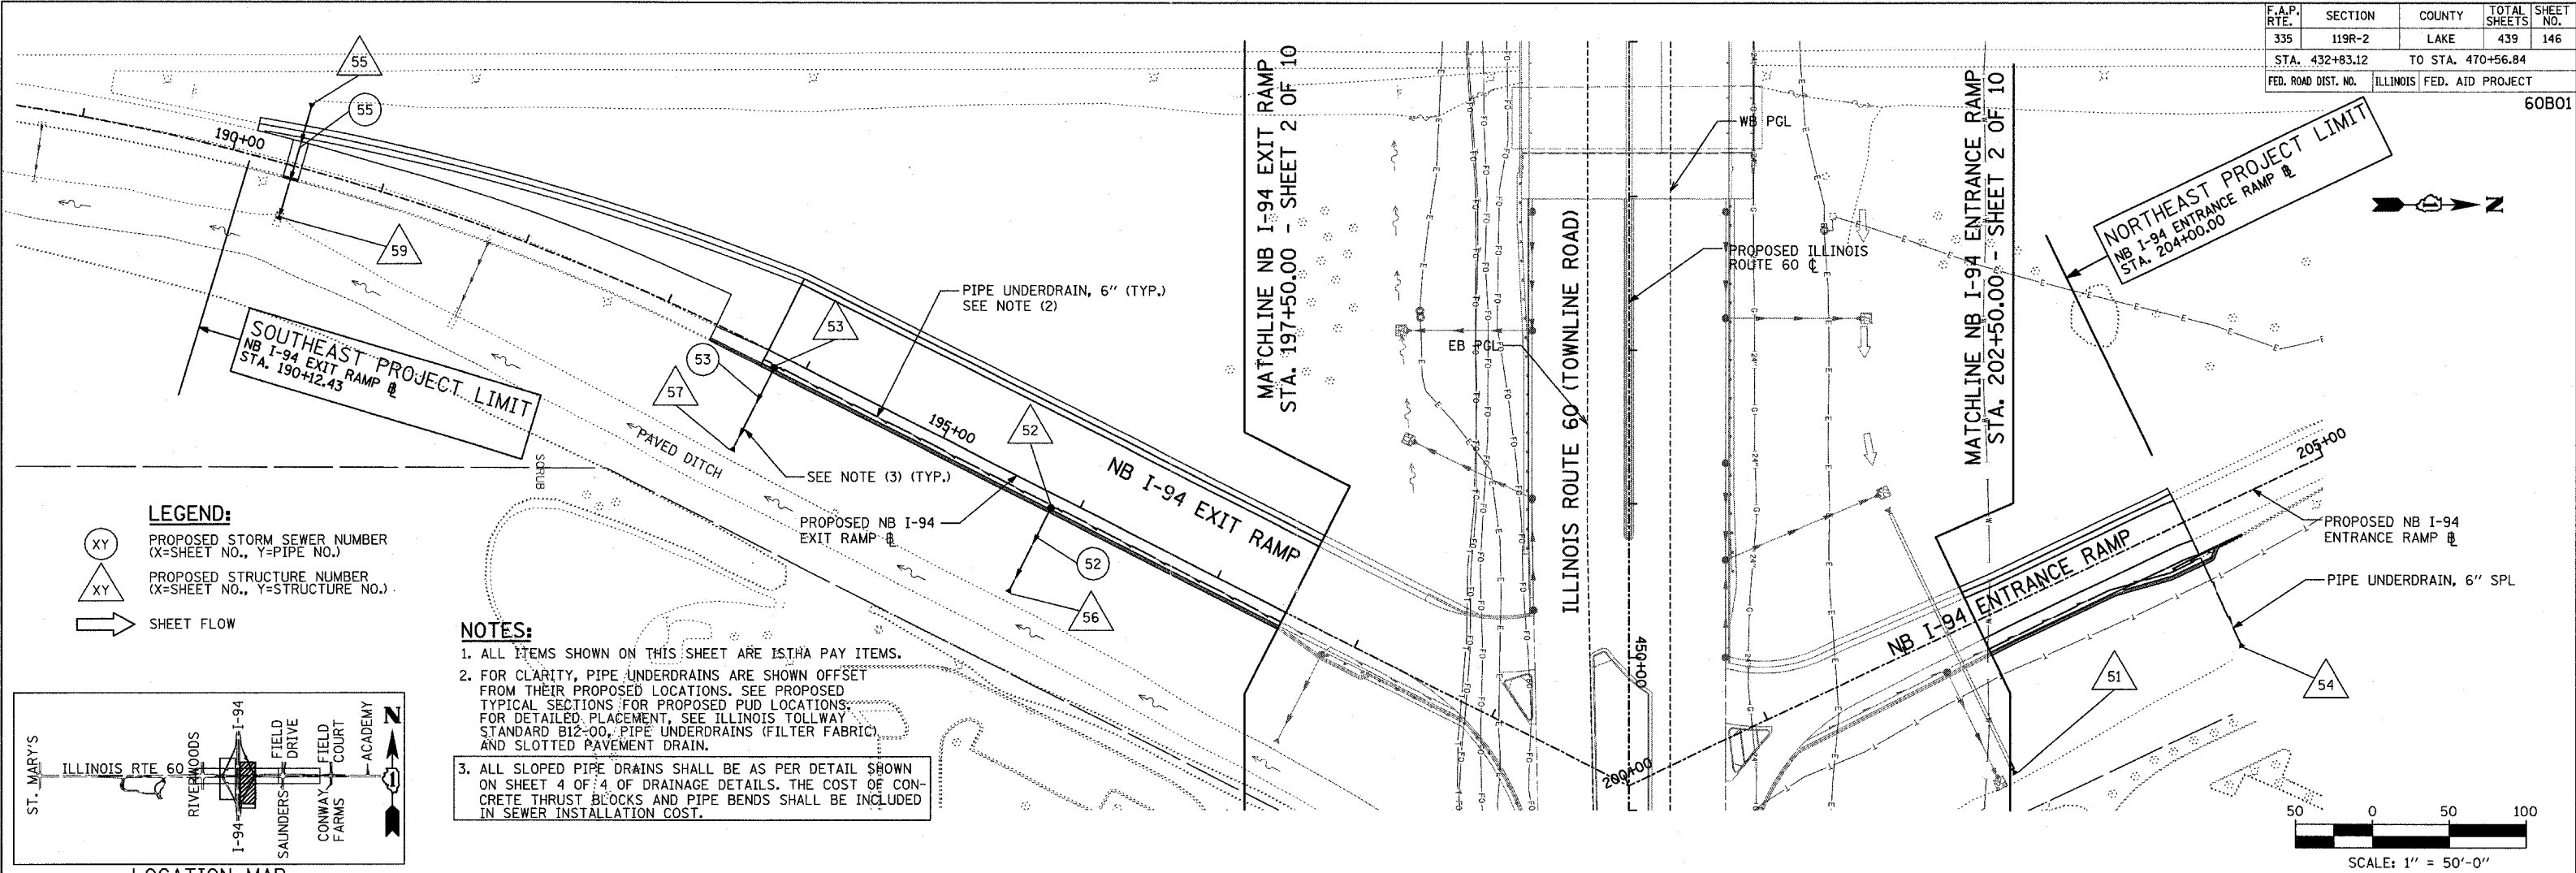 F.A.P. RTE. SECTION COUNTY TOTAL SHEETS SHEET NO.
335 119R-2 LAKE 439 146
STA. 432+83.12 TO STA. 470+56.84
FED. ROAD DIST. NO. ILLINOIS FED. AID PROJECT
60B01
55
55
190+00
59
SOUTHEAST PROJECT LIMIT
NB I-94 EXIT RAMP ℄
STA. 190+12.43
53
53
57
PIPE UNDERDRAIN, 6" (TYP.)
SEE NOTE (2)
195+00
52
SEE NOTE (3) (TYP.)
PAVED DITCH
SCRUB
PROPOSED NB I-94
EXIT RAMP ℄
NB I-94 EXIT RAMP
52
56
MATCHLINE NB I-94 EXIT RAMP
STA. 197+50.00 - SHEET 2 OF 10
WB PGL
EB PGL
ILLINOIS ROUTE 60 (TOWNLINE ROAD)
PROPOSED ILLINOIS
ROUTE 60 ℄
450+00
200+00
MATCHLINE NB I-94 ENTRANCE RAMP
STA. 202+50.00 - SHEET 2 OF 10
NORTHEAST PROJECT LIMIT
NB I-94 ENTRANCE RAMP ℄
STA. 204+00.00
N
205+00
PROPOSED NB I-94
ENTRANCE RAMP ℄
NB I-94 ENTRANCE RAMP
PIPE UNDERDRAIN, 6" SPL
51
54
LEGEND:
XY PROPOSED STORM SEWER NUMBER
(X=SHEET NO., Y=PIPE NO.)
XY PROPOSED STRUCTURE NUMBER
(X=SHEET NO., Y=STRUCTURE NO.)
SHEET FLOW
NOTES:
1. ALL ITEMS SHOWN ON THIS SHEET ARE ISTHA PAY ITEMS.
2. FOR CLARITY, PIPE UNDERDRAINS ARE SHOWN OFFSET
FROM THEIR PROPOSED LOCATIONS. SEE PROPOSED
TYPICAL SECTIONS FOR PROPOSED PUD LOCATIONS.
FOR DETAILED PLACEMENT, SEE ILLINOIS TOLLWAY
STANDARD B12-00, PIPE UNDERDRAINS (FILTER FABRIC)
AND SLOTTED PAVEMENT DRAIN.
3. ALL SLOPED PIPE DRAINS SHALL BE AS PER DETAIL SHOWN
ON SHEET 4 OF 4 OF DRAINAGE DETAILS. THE COST OF CON-
CRETE THRUST BLOCKS AND PIPE BENDS SHALL BE INCLUDED
IN SEWER INSTALLATION COST.
ST. MARY'S
ILLINOIS RTE 60
RIVERWOODS
I-94
I-94
SAUNDERS
FIELD
DRIVE
CONWAY
FARMS
FIELD
COURT
ACADEMY
N
LOCATION MAP
50 0 50 100
SCALE: 1" = 50'-0"